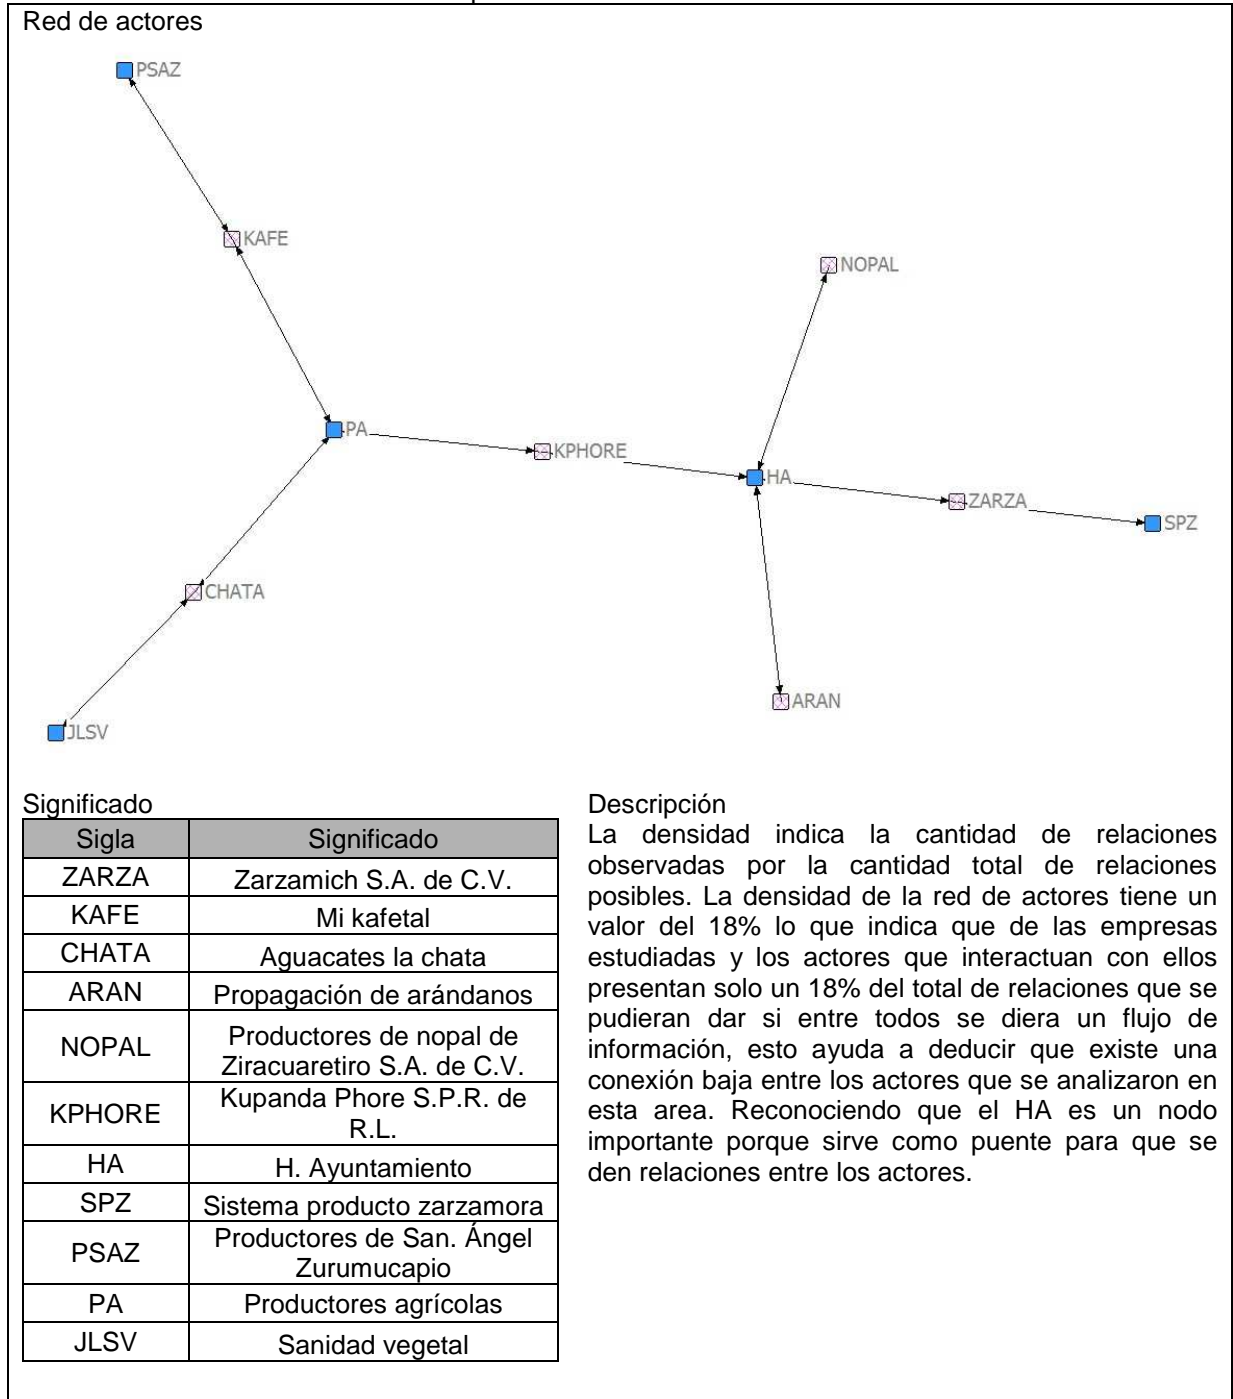 Red de actores
PSAZ
KAFE
NOPAL
PA
KPHORE
HA
ZARZA
SPZ
CHATA
ARAN
JLSV
Significado
Sigla Significado
ZARZA Zarzamich S.A. de C.V.
KAFE Mi kafetal
CHATA Aguacates la chata
ARAN Propagación de arándanos
NOPAL Productores de nopal de
Ziracuaretiro S.A. de C.V.
KPHORE Kupanda Phore S.P.R. de
R.L.
HA H. Ayuntamiento
SPZ Sistema producto zarzamora
PSAZ Productores de San. Ángel
Zurumucapio
PA Productores agrícolas
JLSV Sanidad vegetal
Descripción
La densidad indica la cantidad de relaciones
observadas por la cantidad total de relaciones
posibles. La densidad de la red de actores tiene un
valor del 18% lo que indica que de las empresas
estudiadas y los actores que interactuan con ellos
presentan solo un 18% del total de relaciones que se
pudieran dar si entre todos se diera un flujo de
información, esto ayuda a deducir que existe una
conexión baja entre los actores que se analizaron en
esta area. Reconociendo que el HA es un nodo
importante porque sirve como puente para que se
den relaciones entre los actores.